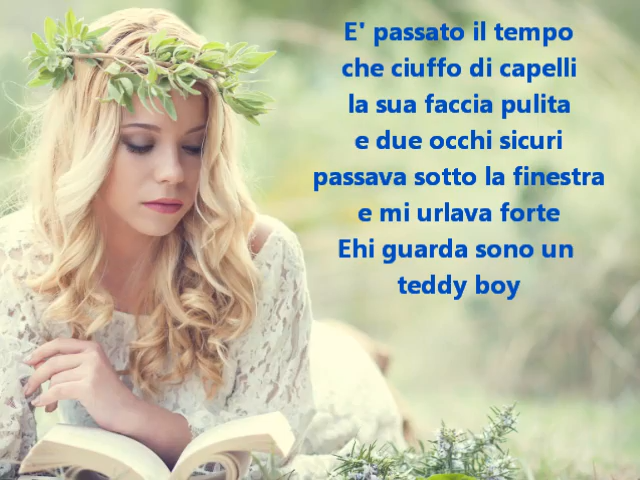 E' passato il tempo
che ciuffo di capelli
la sua faccia pulita
e due occhi sicuri
passava sotto la finestra
e mi urlava forte
Ehi guarda sono un
teddy boy